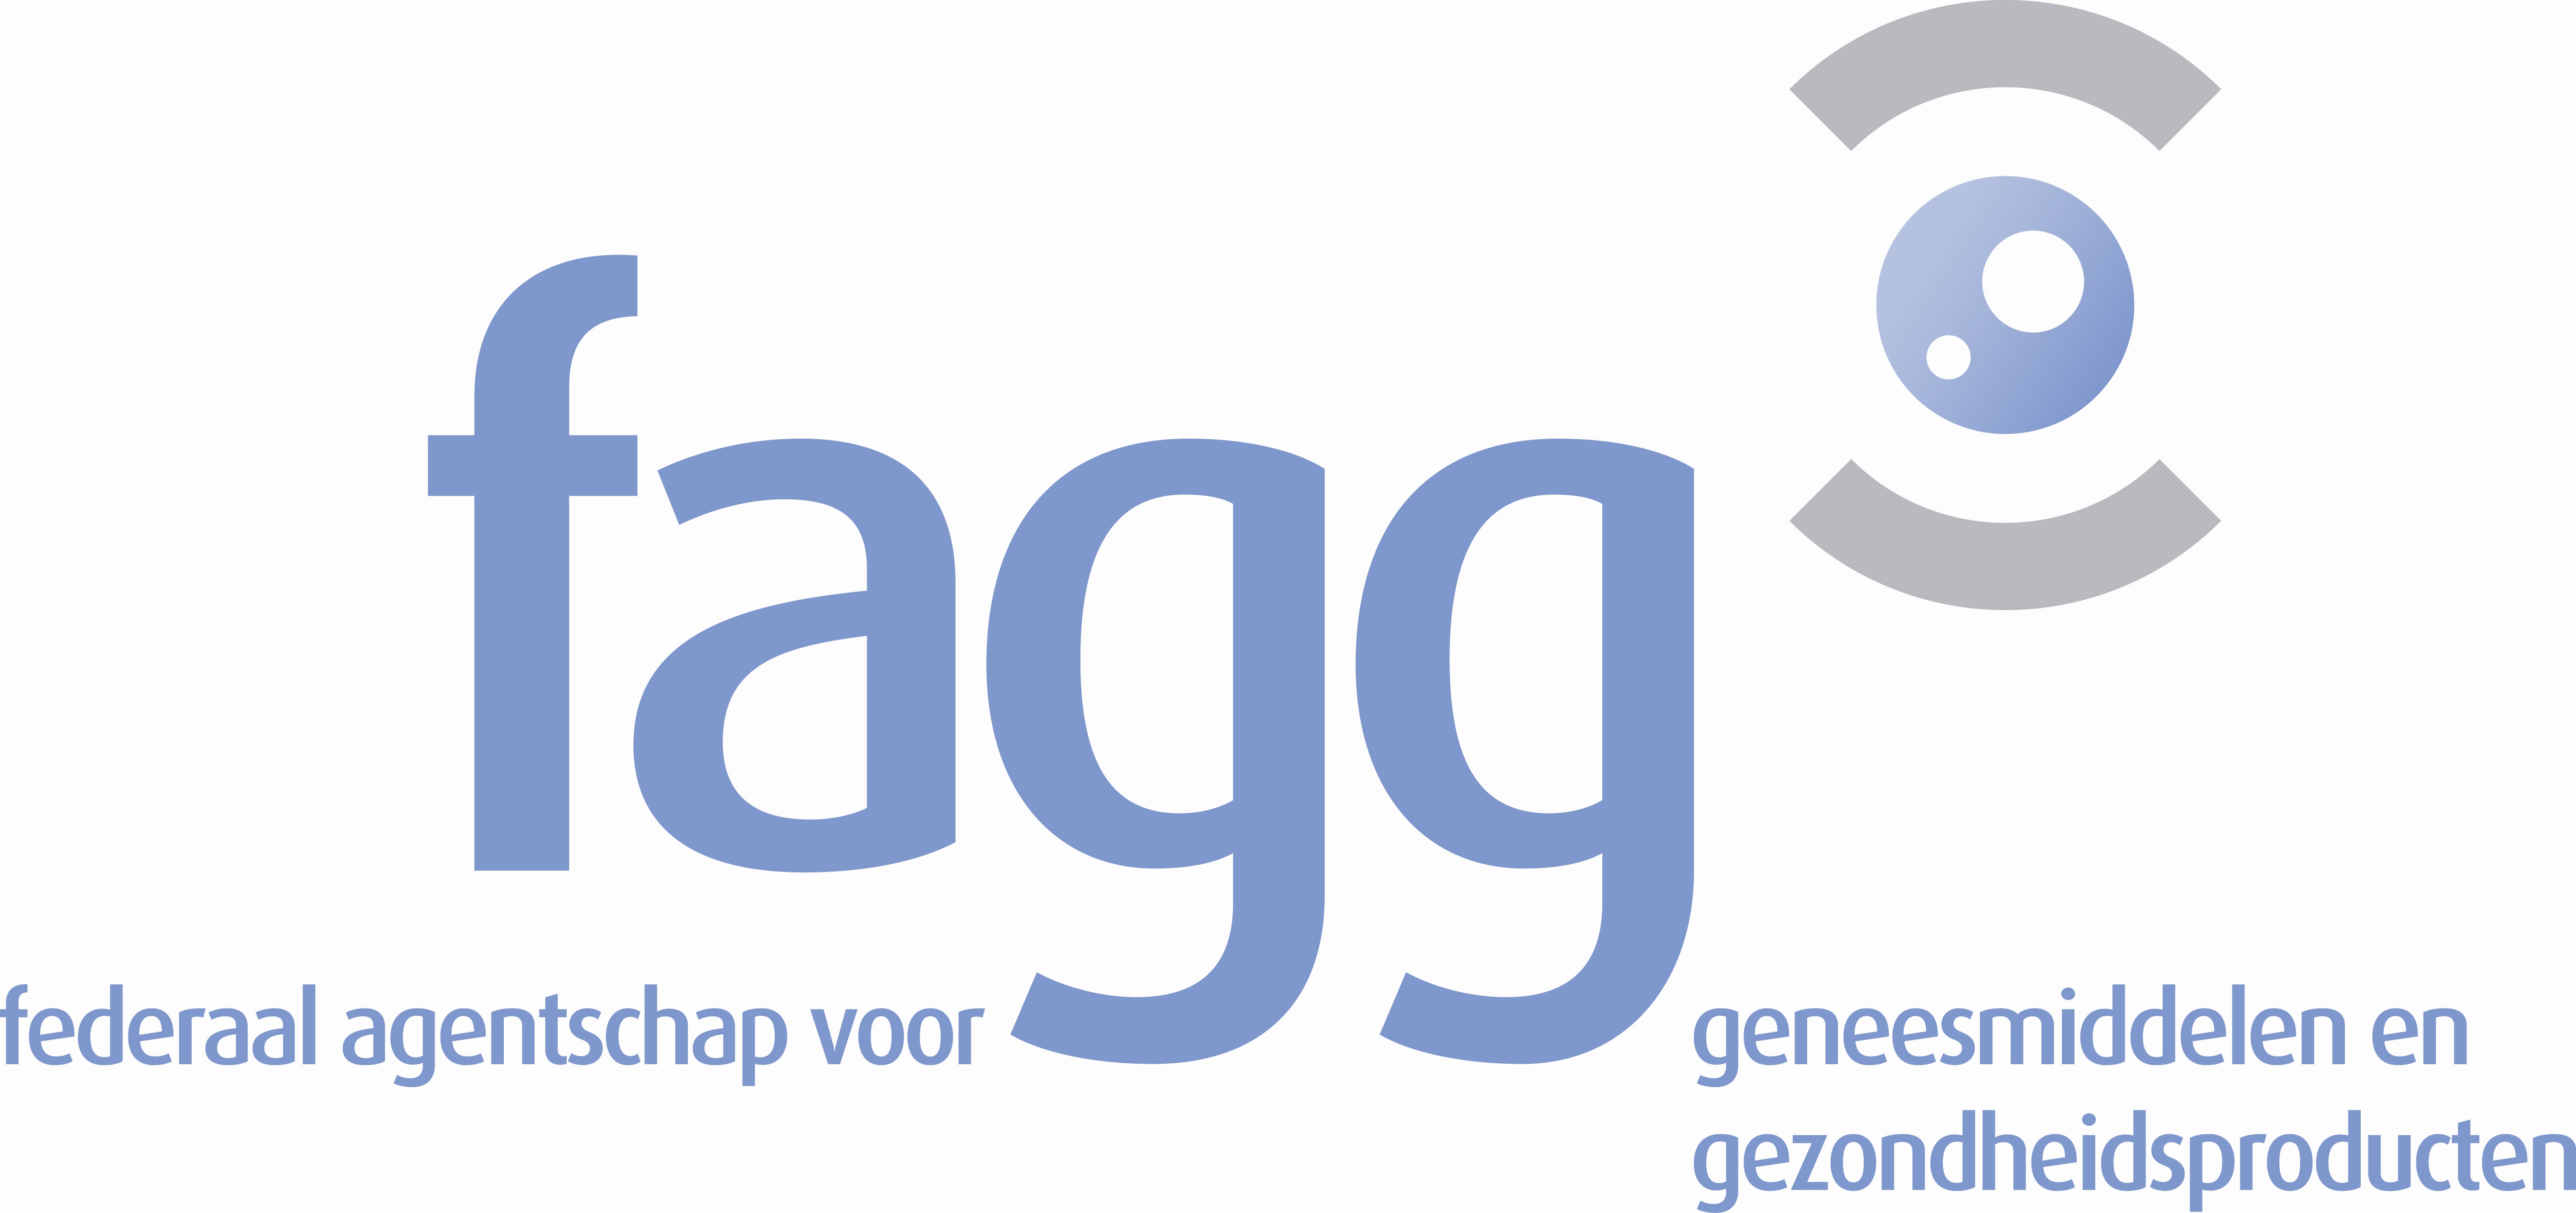 fagg
federaal agentschap voor
geneesmiddelen en
gezondheidsproducten